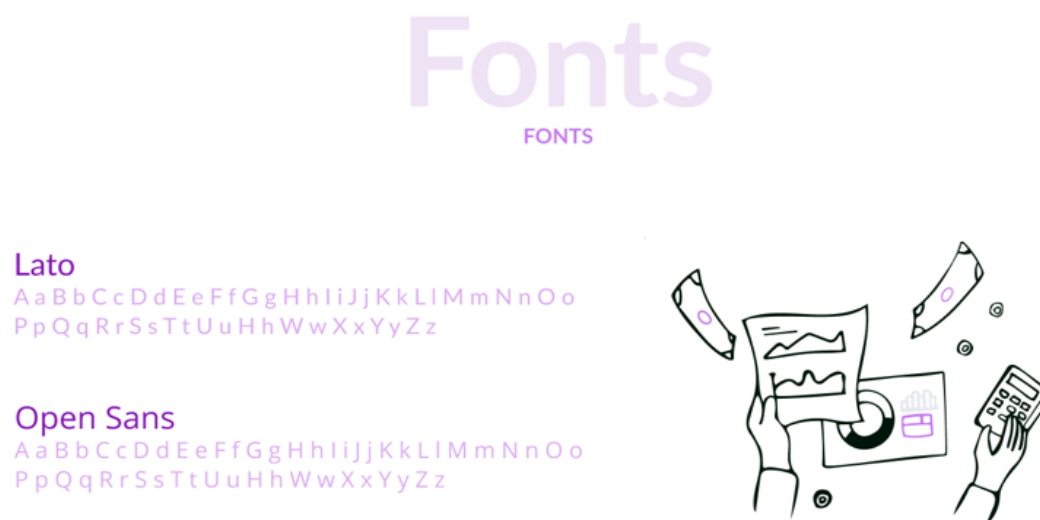 Fonts
FONTS
Lato
A a B b C c D d E e F f G g H h I i J j K k L l M m N n O o
P p Q q R r S s T t U u H h W w X x Y y Z z
Open Sans
A a B b C c D d E e F f G g H h I i J j K k L l M m N n O o
P p Q q R r S s T t U u H h W w X x Y y Z z